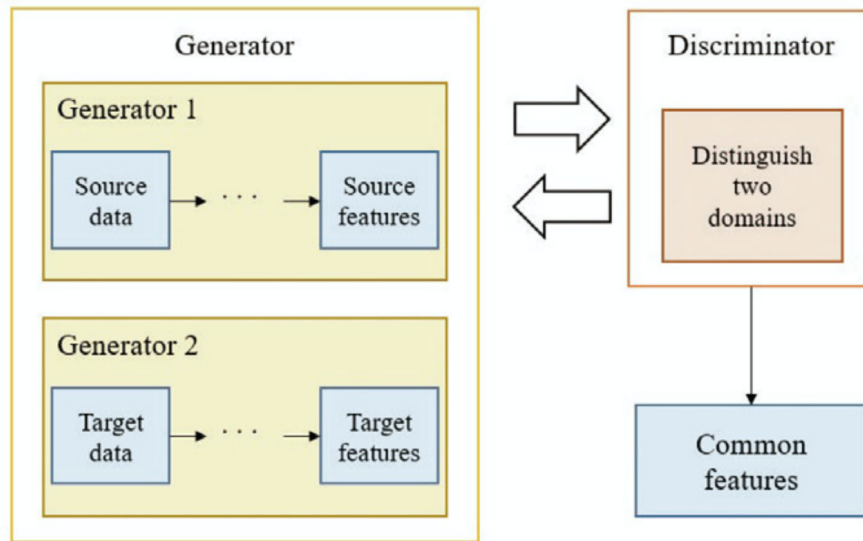 Generator
Generator 1
Source
data
. . .
Source
features
Generator 2
Target
data
. . .
Target
features
Discriminator
Distinguish
two
domains
Common
features